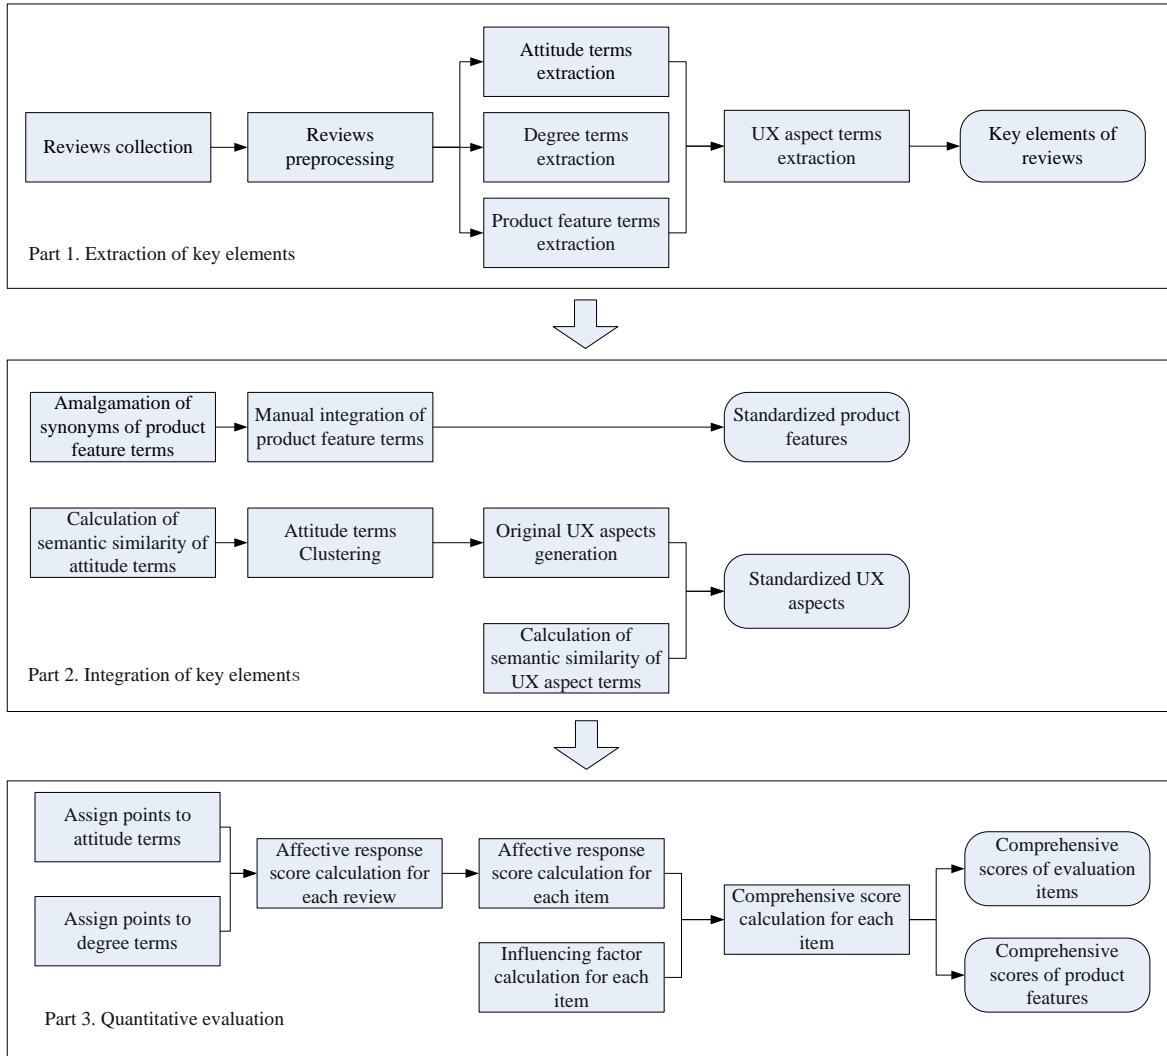 Attitude terms
extraction
Reviews collection
Reviews
preprocessing
Degree terms
extraction
UX aspect terms
extraction
Key elements of
reviews
Product feature terms
extraction
Part 1. Extraction of key elements
Amalgamation of
synonyms of product
feature terms
Manual integration of
product feature terms
Standardized product
features
Calculation of
semantic similarity of
attitude terms
Attitude terms
Clustering
Original UX aspects
generation
Standardized UX
aspects
Calculation of
semantic similarity of
UX aspect terms
Part 2. Integration of key elements
Assign points to
attitude terms
Affective response
score calculation for
each review
Affective response
score calculation for
each item
Comprehensive
scores of evaluation
items
Comprehensive score
calculation for each
item
Assign points to
degree terms
Influencing factor
calculation for each
item
Comprehensive
scores of product
features
Part 3. Quantitative evaluation